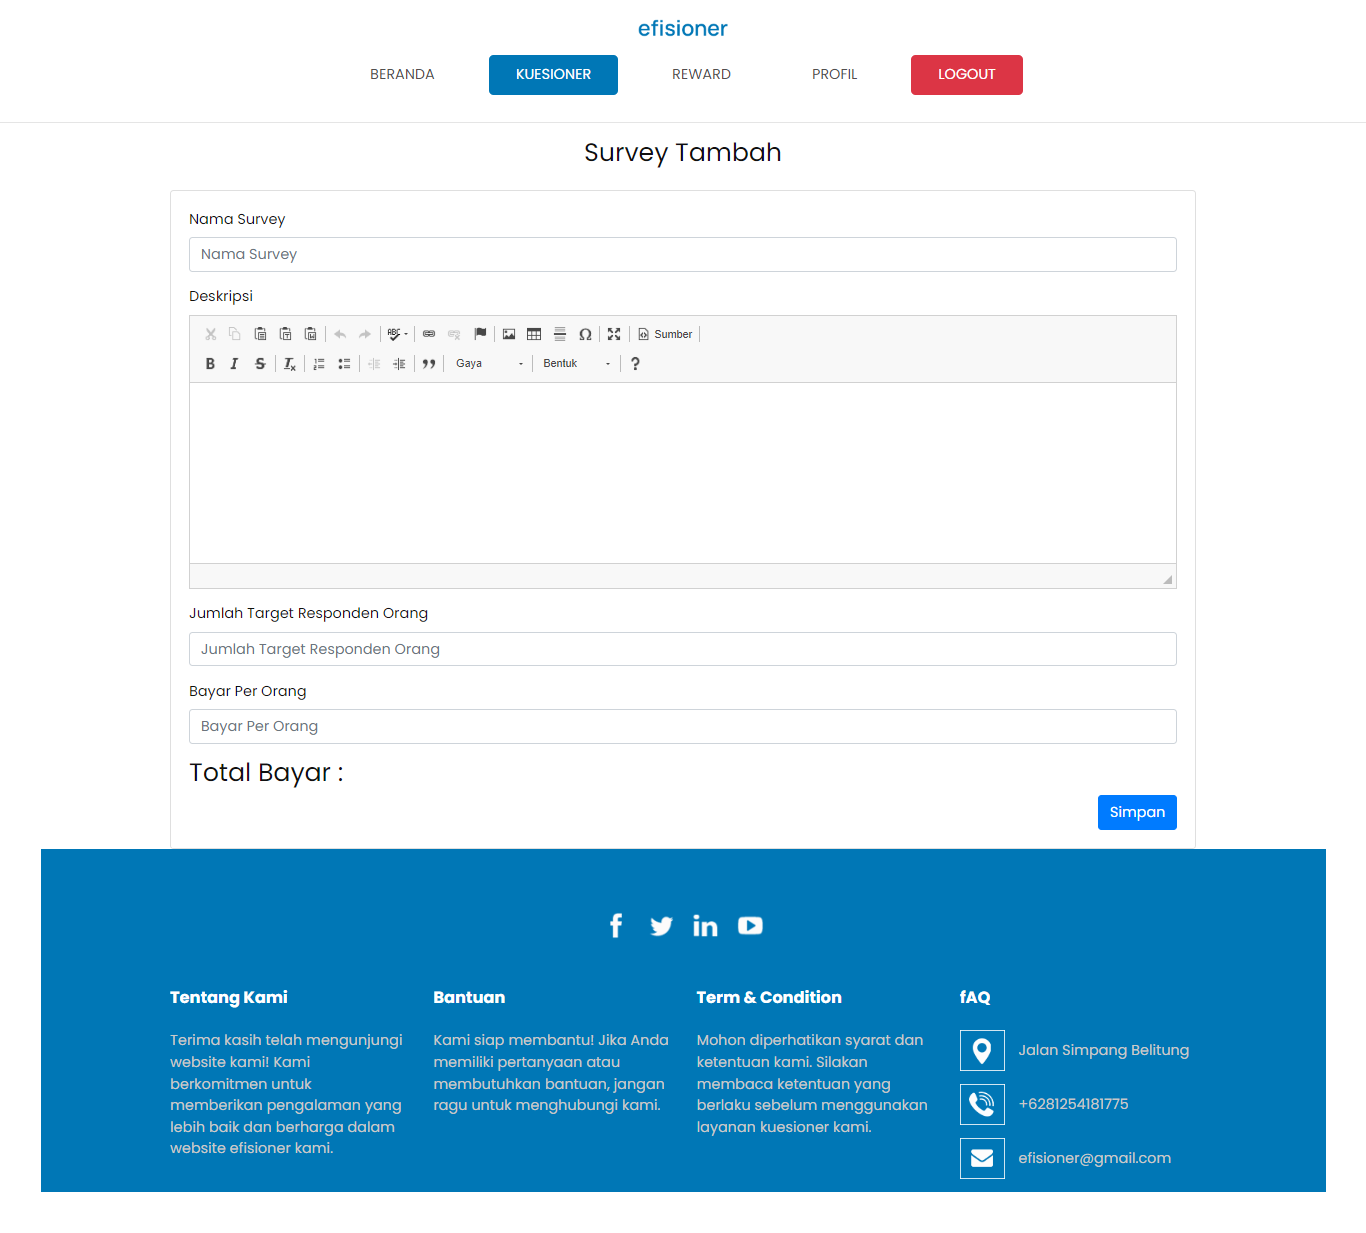 efisioner
BERANDA KUESIONER REWARD PROFIL LOGOUT
Survey Tambah
Nama Survey
Nama Survey
Deskripsi
ABC Sumber
B I S Ix Gaya Bentuk ?
Jumlah Target Responden Orang
Jumlah Target Responden Orang
Bayar Per Orang
Bayar Per Orang
Total Bayar :
Simpan
Tentang Kami
Terima kasih telah mengunjungi
website kami! Kami
berkomitmen untuk
memberikan pengalaman yang
lebih baik dan berharga dalam
website efisioner kami.
Bantuan
Kami siap membantu! Jika Anda
memiliki pertanyaan atau
membutuhkan bantuan, jangan
ragu untuk menghubungi kami.
Term & Condition
Mohon diperhatikan syarat dan
ketentuan kami. Silakan
membaca ketentuan yang
berlaku sebelum menggunakan
layanan kuesioner kami.
fAQ
Jalan Simpang Belitung
+6281254181775
efisioner@gmail.com